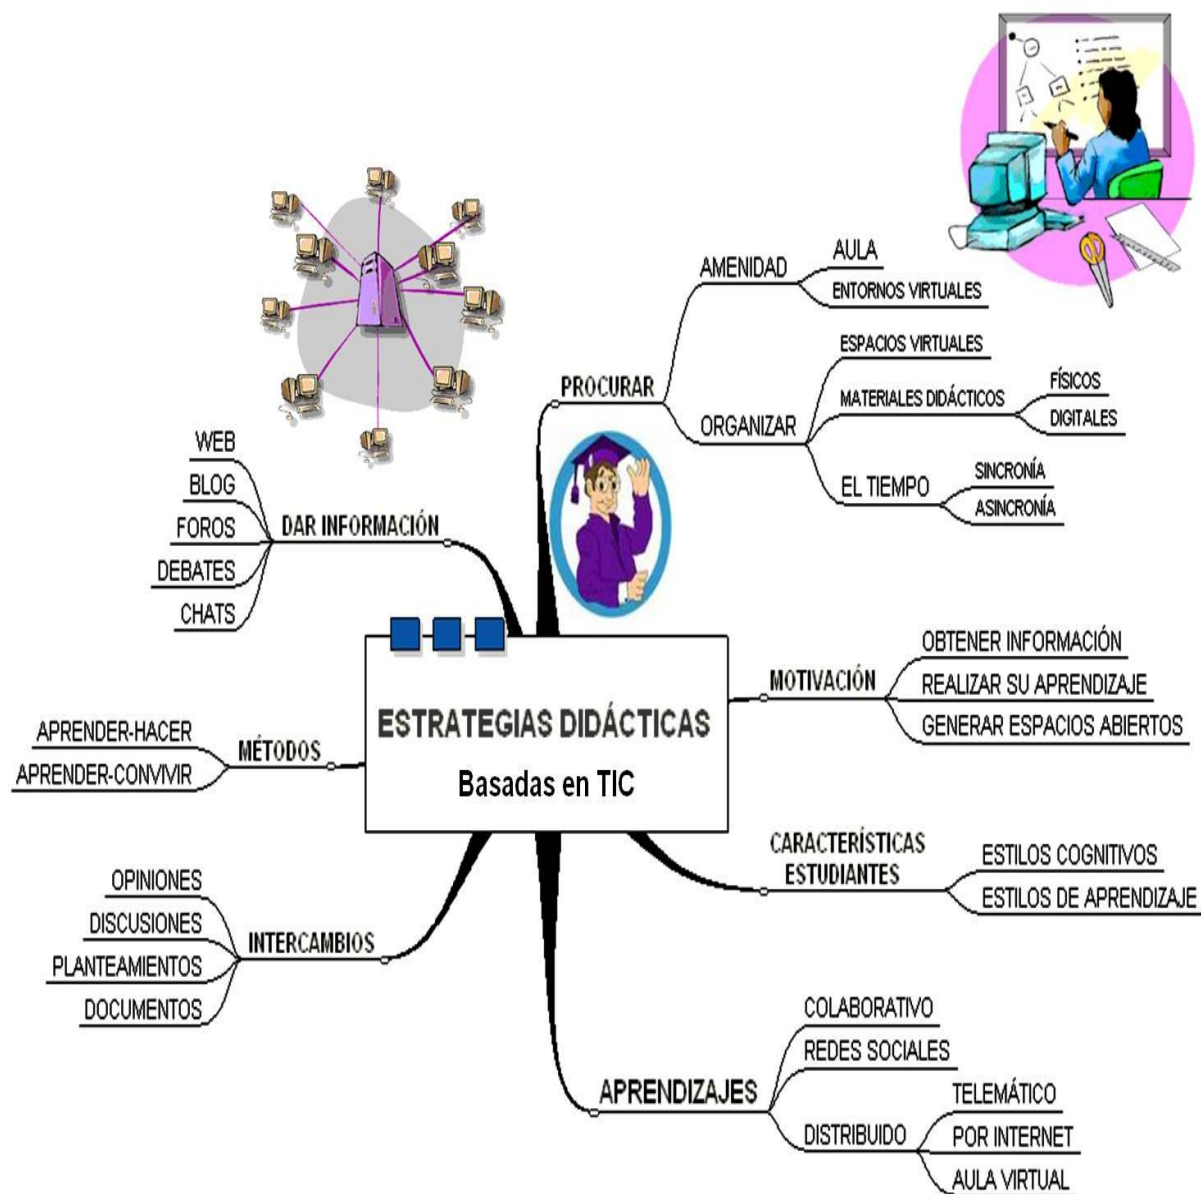 ESTRATEGIAS DIDÁCTICAS
Basadas en TIC
PROCURAR
AMENIDAD
AULA
ENTORNOS VIRTUALES
ORGANIZAR
ESPACIOS VIRTUALES
MATERIALES DIDÁCTICOS
FÍSICOS
DIGITALES
EL TIEMPO
SINCRONÍA
ASINCRONÍA
MOTIVACIÓN
OBTENER INFORMACIÓN
REALIZAR SU APRENDIZAJE
GENERAR ESPACIOS ABIERTOS
CARACTERÍSTICAS
ESTUDIANTES
ESTILOS COGNITIVOS
ESTILOS DE APRENDIZAJE
APRENDIZAJES
COLABORATIVO
REDES SOCIALES
DISTRIBUIDO
TELEMÁTICO
POR INTERNET
AULA VIRTUAL
DAR INFORMACIÓN
WEB
BLOG
FOROS
DEBATES
CHATS
MÉTODOS
APRENDER-HACER
APRENDER-CONVIVIR
INTERCAMBIOS
OPINIONES
DISCUSIONES
PLANTEAMIENTOS
DOCUMENTOS